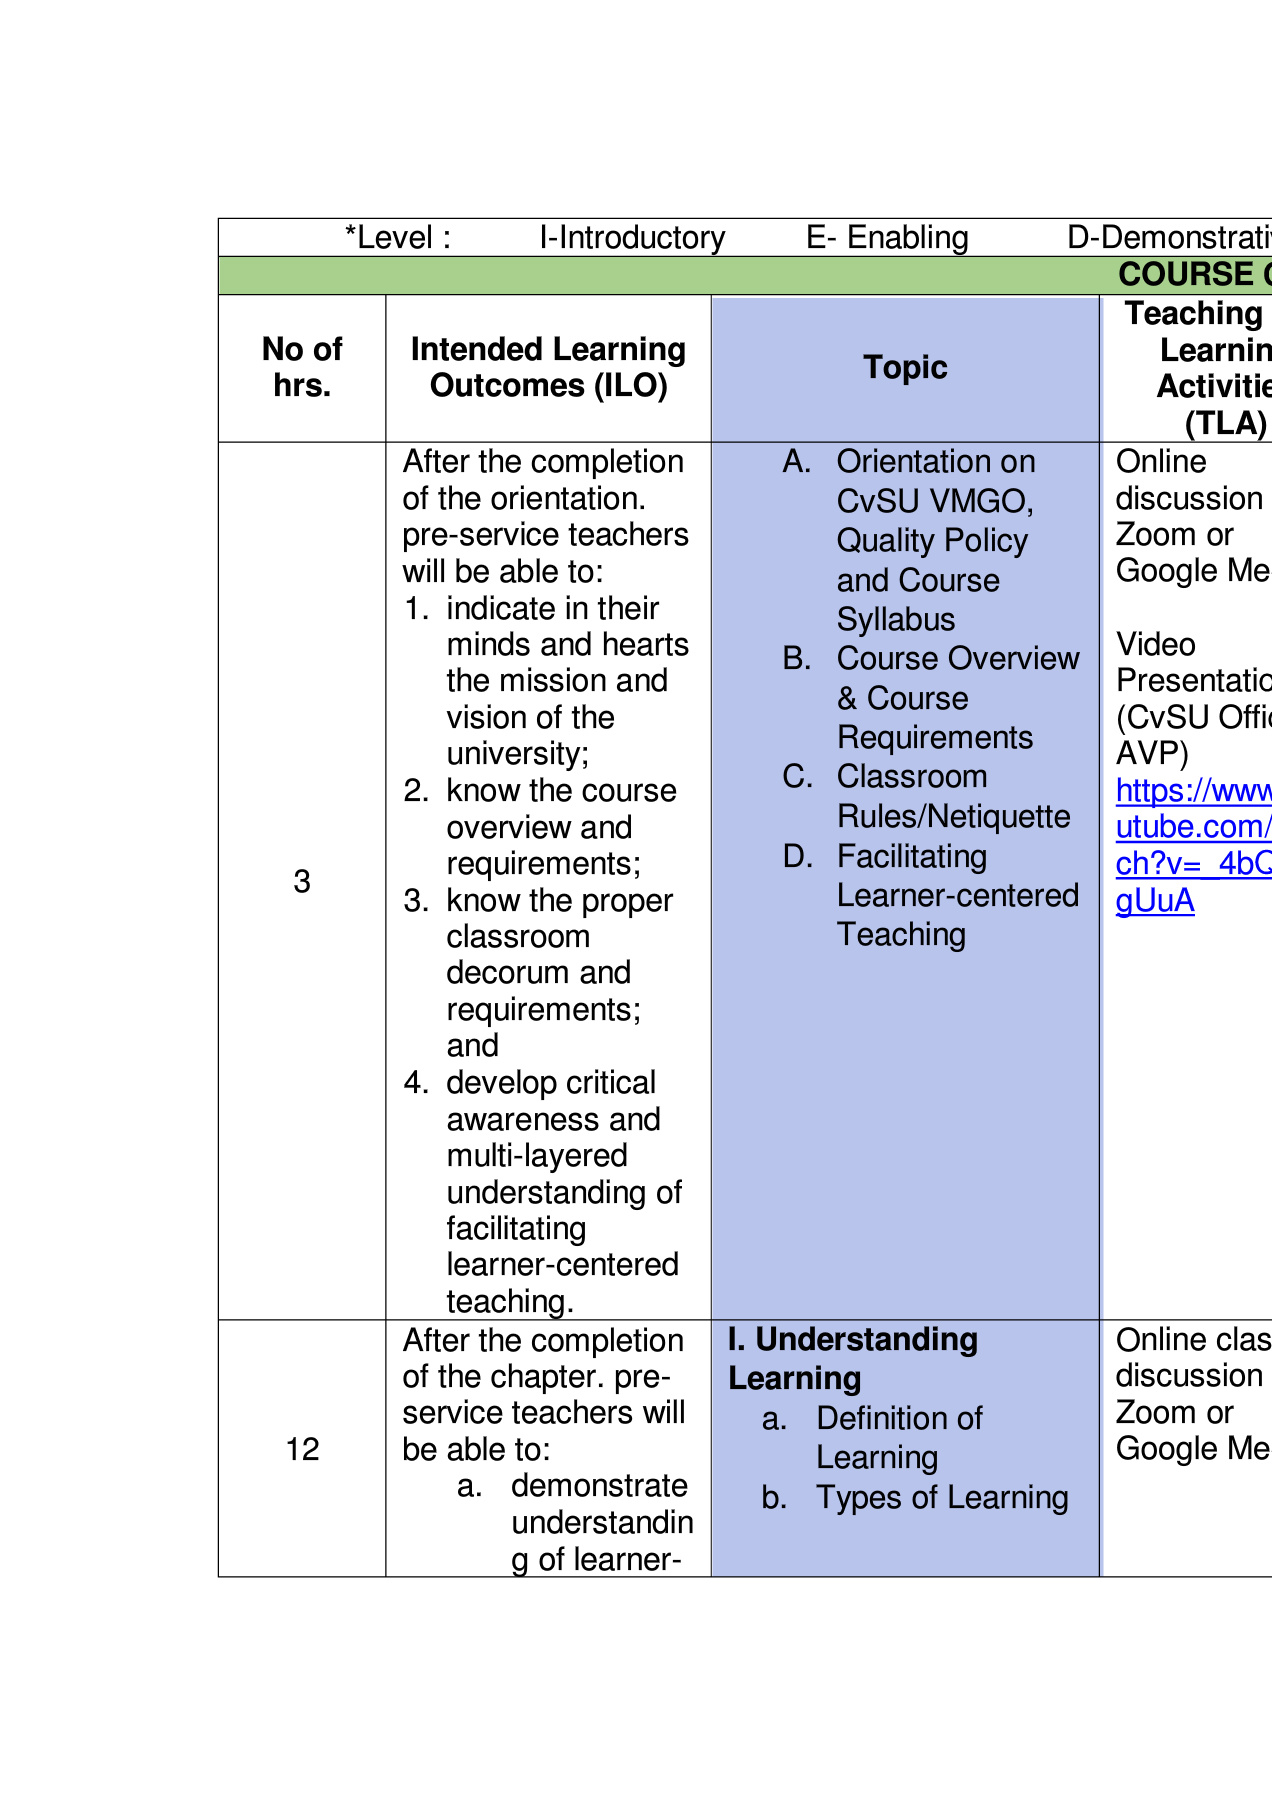 *Level : I-Introductory E- Enabling D-Demonstrati
COURSE
No of
hrs.
Intended Learning
Outcomes (ILO)
Topic
Teaching
Learnin
Activitie
(TLA)
3
After the completion
of the orientation.
pre-service teachers
will be able to:
1. indicate in their
minds and hearts
the mission and
vision of the
university;
2. know the course
overview and
requirements;
3. know the proper
classroom
decorum and
requirements;
and
4. develop critical
awareness and
multi-layered
understanding of
facilitating
learner-centered
teaching.
A. Orientation on
CvSU VMGO,
Quality Policy
and Course
Syllabus
B. Course Overview
& Course
Requirements
C. Classroom
Rules/Netiquette
D. Facilitating
Learner-centered
Teaching
Online
discussion
Zoom or
Google Me
Video
Presentatio
(CvSU Offi
AVP)
https://www
utube.com/
ch?v=_4bQ
gUuA
12
After the completion
of the chapter. pre-
service teachers will
be able to:
a. demonstrate
understandin
g of learner-
I. Understanding
Learning
a. Definition of
Learning
b. Types of Learning
Online clas
discussion
Zoom or
Google Me